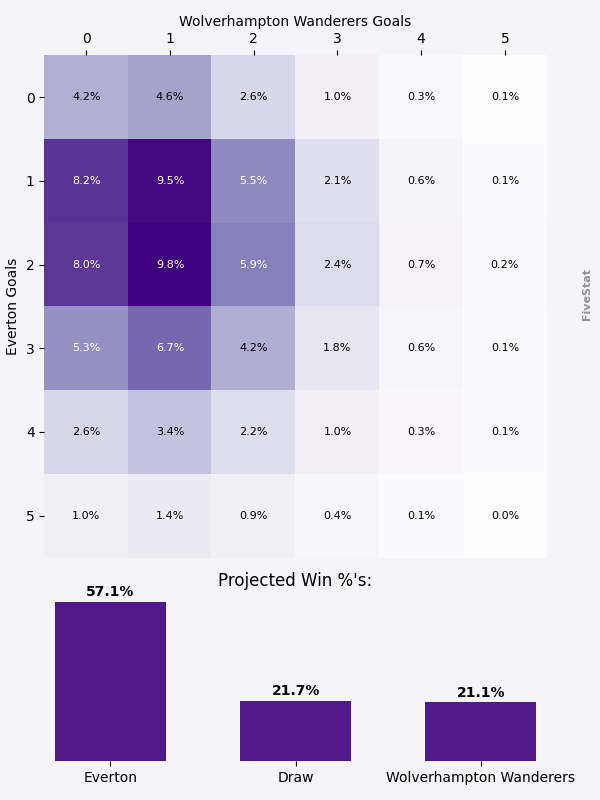 Wolverhampton Wanderers Goals
0 1 2 3 4 5
0 4.2% 4.6% 2.6% 1.0% 0.3% 0.1%
1 8.2% 9.5% 5.5% 2.1% 0.6% 0.1%
2 8.0% 9.8% 5.9% 2.4% 0.7% 0.2%
3 5.3% 6.7% 4.2% 1.8% 0.6% 0.1%
4 2.6% 3.4% 2.2% 1.0% 0.3% 0.1%
5 1.0% 1.4% 0.9% 0.4% 0.1% 0.0%
Everton Goals
FiveStat
Projected Win %'s:
57.1% 21.7% 21.1%
Everton Draw Wolverhampton Wanderers